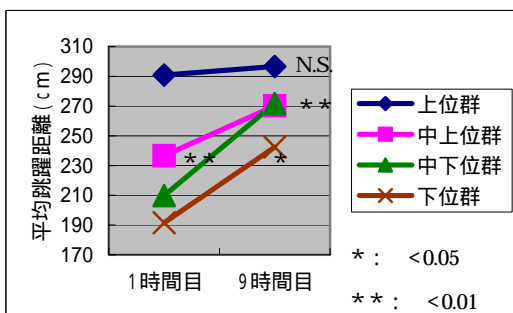 平均跳躍距離(cm)
310
290
270
250
230
210
190
170
N.S.
**
** *
1時間目 9時間目
上位群
中上位群
中下位群
下位群
*： <0.05
**： <0.01